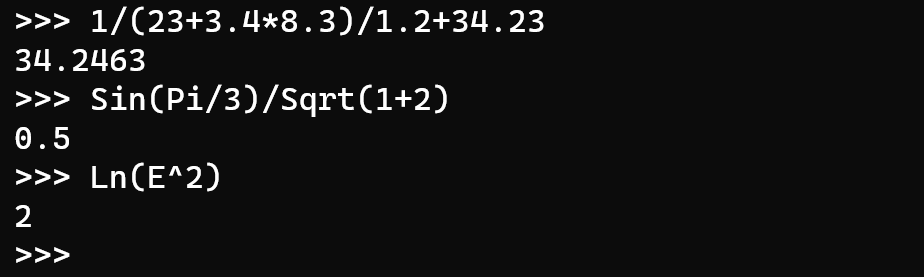 >>> 1/(23+3.4*8.3)/1.2+34.23
34.2463
>>> Sin(Pi/3)/Sqrt(1+2)
0.5
>>> Ln(E^2)
2
>>>